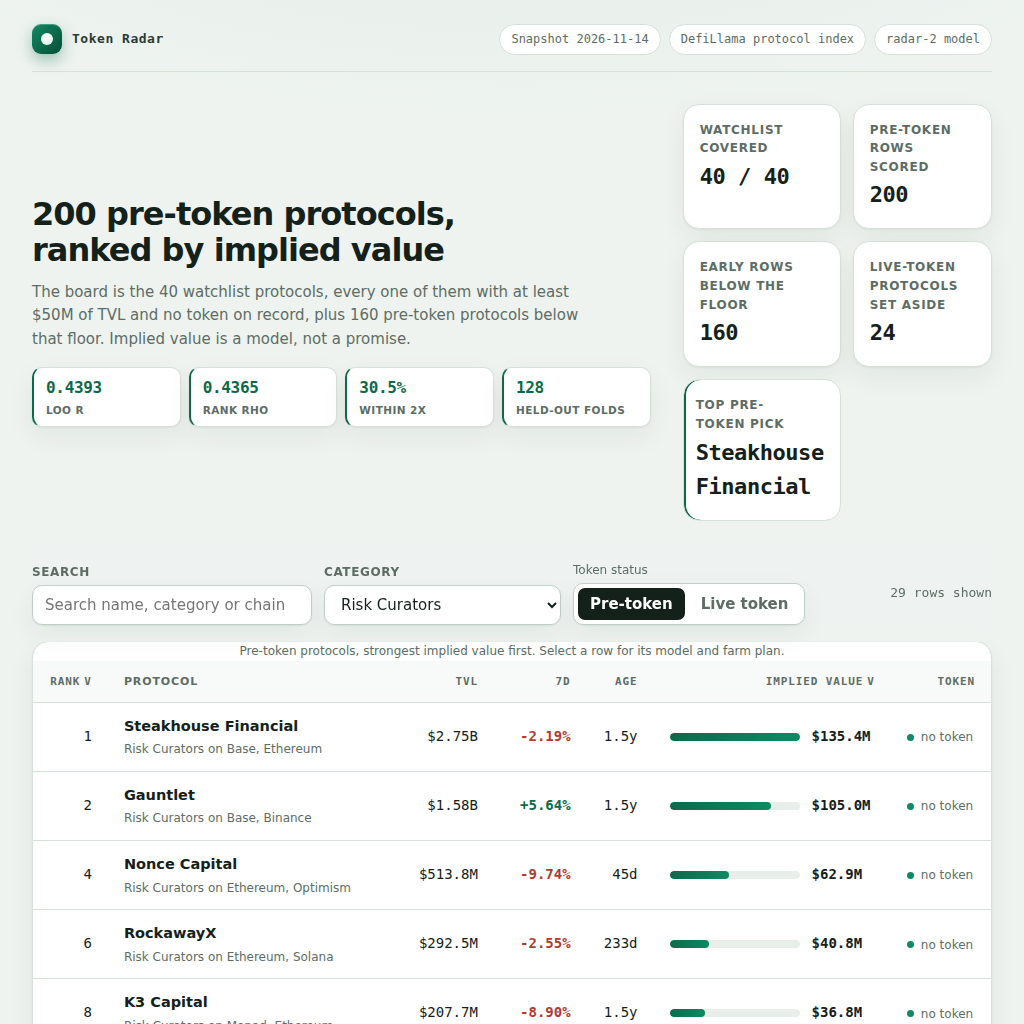 Token Radar
Snapshot 2026-11-14
DefiLlama protocol index
radar-2 model
200 pre-token protocols,
ranked by implied value
The board is the 40 watchlist protocols, every one of them with at least
$50M of TVL and no token on record, plus 160 pre-token protocols below
that floor. Implied value is a model, not a promise.
0.4393
LOO R
0.4365
RANK RHO
30.5%
WITHIN 2X
128
HELD-OUT FOLDS
WATCHLIST
COVERED
40 / 40
PRE-TOKEN
ROWS
SCORED
200
EARLY ROWS
BELOW THE
FLOOR
160
LIVE-TOKEN
PROTOCOLS
SET ASIDE
24
TOP PRE-
TOKEN PICK
Steakhouse
Financial
SEARCH
Search name, category or chain
CATEGORY
Risk Curators
Token status
Pre-token
Live token
29 rows shown
Pre-token protocols, strongest implied value first. Select a row for its model and farm plan.
RANK V PROTOCOL TVL 7D AGE IMPLIED VALUE V TOKEN
1 Steakhouse Financial $2.75B -2.19% 1.5y $135.4M no token
Risk Curators on Base, Ethereum
2 Gauntlet $1.58B +5.64% 1.5y $105.0M no token
Risk Curators on Base, Binance
4 Nonce Capital $513.8M -9.74% 45d $62.9M no token
Risk Curators on Ethereum, Optimism
6 RockawayX $292.5M -2.55% 233d $40.8M no token
Risk Curators on Ethereum, Solana
8 K3 Capital $207.7M -8.90% 1.5y $36.8M no token
Risk Curators on Monad, Ethereum